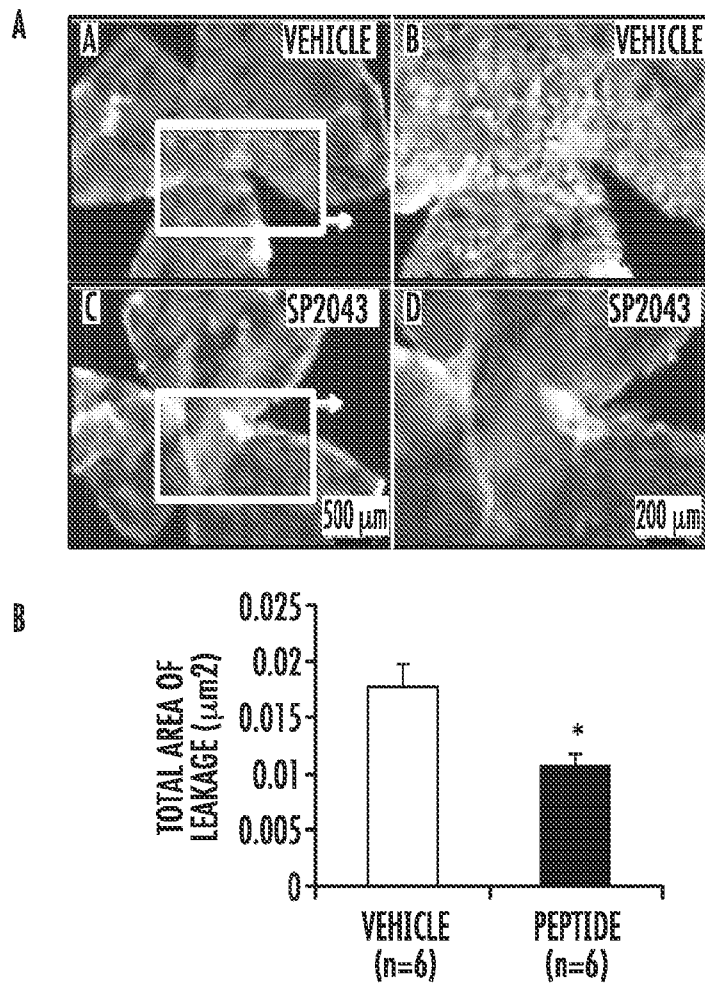 A
A VEHICLE
B VEHICLE
C SP2043
500 μm
D SP2043
200 μm
B
TOTAL AREA OF
LEAKAGE (μm2)
0.025
0.02
0.015
0.01
0.005
0
*
VEHICLE
(n=6)
PEPTIDE
(n=6)